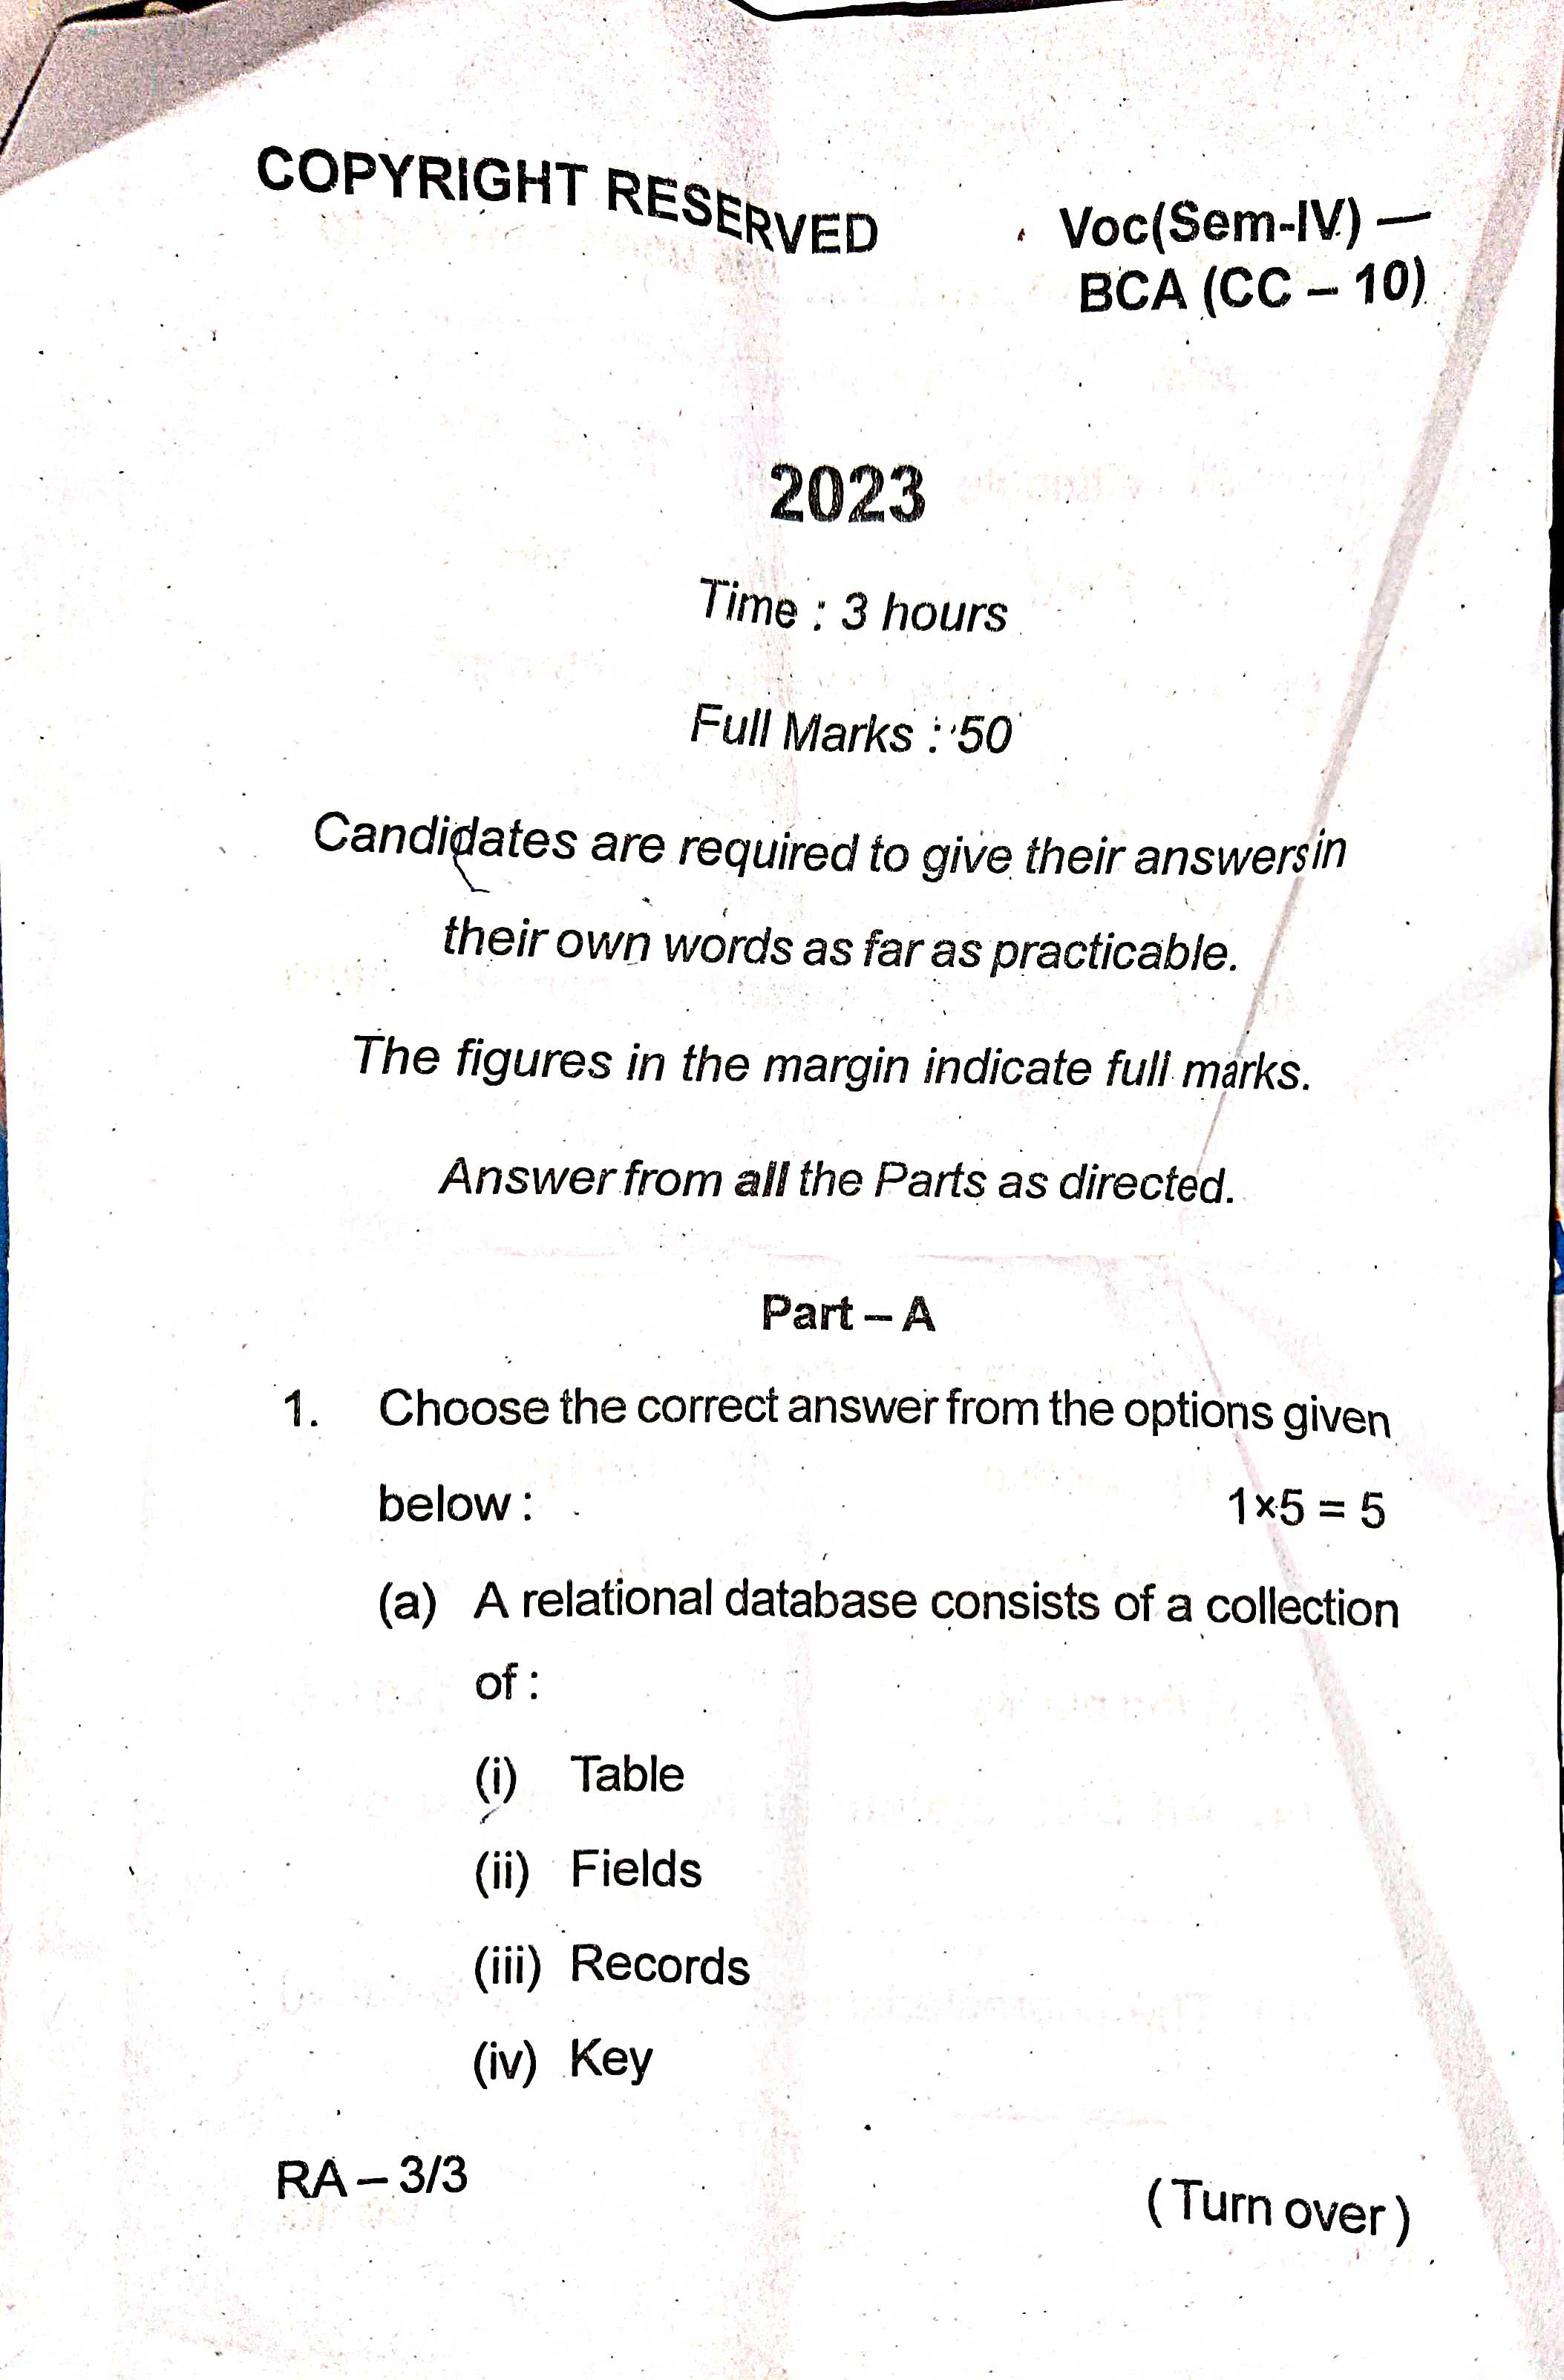 COPYRIGHT RESERVED
Voc(Sem-IV) —
BCA (CC – 10)
2023
Time : 3 hours
Full Marks : 50
Candidates are required to give their answers in
their own words as far as practicable.
The figures in the margin indicate full marks.
Answer from all the Parts as directed.
Part – A
1. Choose the correct answer from the options given
below : 1×5 = 5
(a) A relational database consists of a collection
of :
(i) Table
(ii) Fields
(iii) Records
(iv) Key
RA – 3/3
( Turn over )